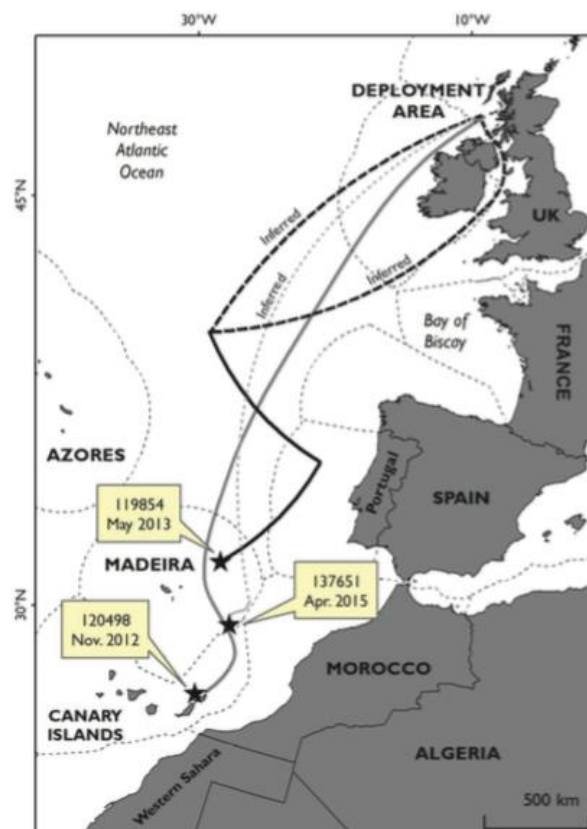 30°W
10°W
DEPLOYMENT
AREA
Northeast
Atlantic
Ocean
45°N
Inferred
Inferred
Inferred
UK
Bay of
Biscay
FRANCE
AZORES
Portugal
SPAIN
119854
May 2013
MADEIRA
137651
Apr. 2015
30°N
120498
Nov. 2012
MOROCCO
CANARY
ISLANDS
ALGERIA
Western Sahara
500 km